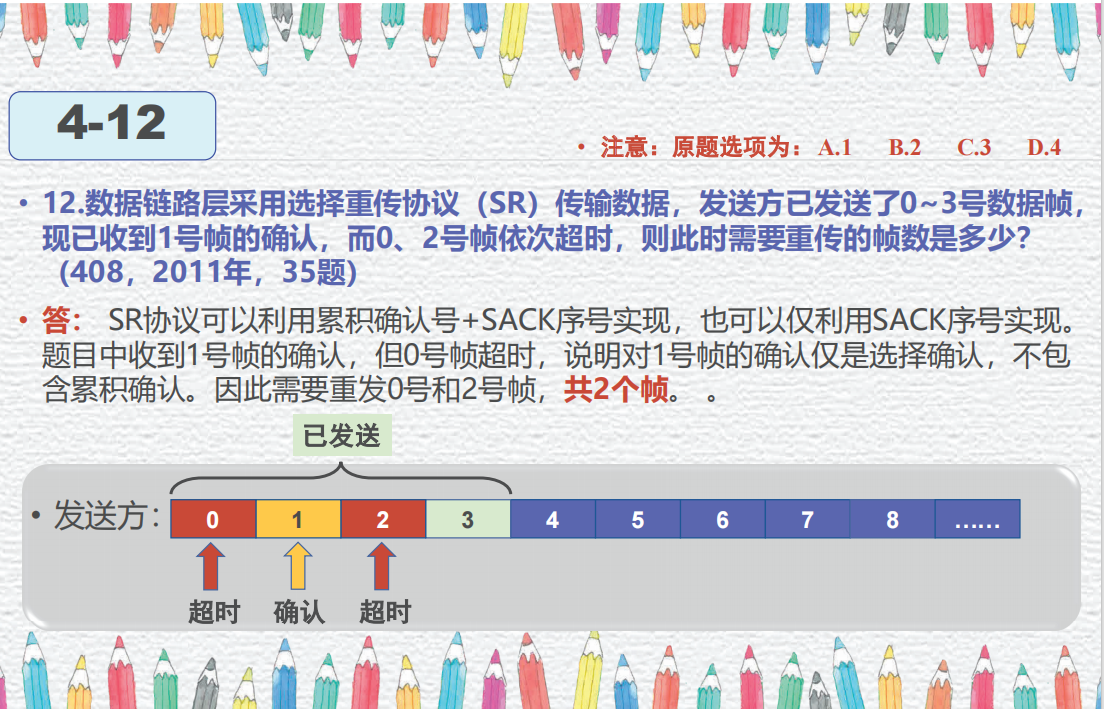 4-12
• 注意：原题选项为： A.1 B.2 C.3 D.4
• 12.数据链路层采用选择重传协议（SR）传输数据，发送方已发送了0~3号数据帧，
现已收到1号帧的确认，而0、2号帧依次超时，则此时需要重传的帧数是多少？
（408，2011年，35题)
• 答： SR协议可以利用累积确认号+SACK序号实现，也可以仅利用SACK序号实现。
题目中收到1号帧的确认，但0号帧超时，说明对1号帧的确认仅是选择确认，不包
含累积确认。因此需要重发0号和2号帧，共2个帧。 。
已发送
• 发送方： 0 1 2 3 4 5 6 7 8 ……
超时 确认 超时